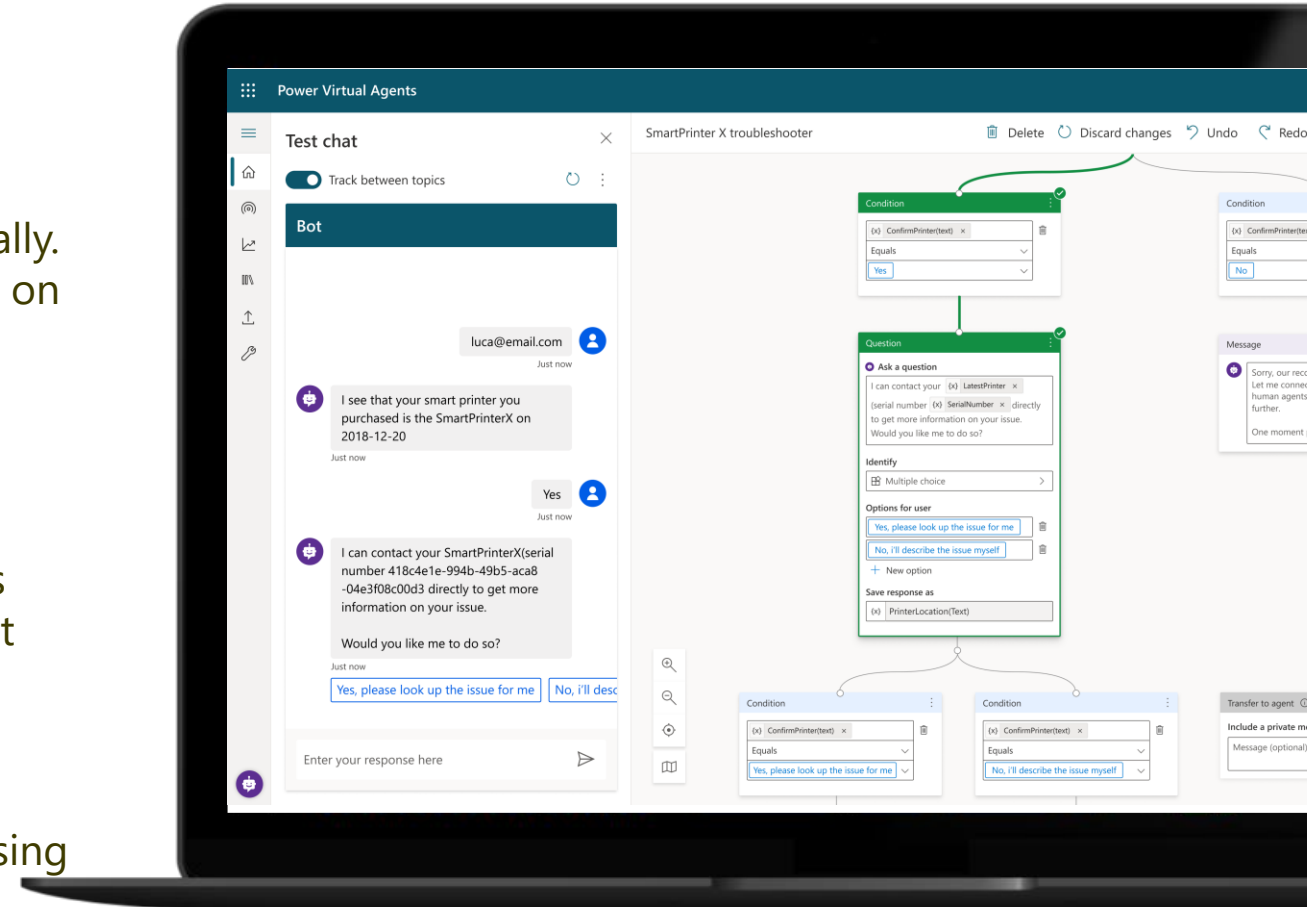 ally.
on
s
t
sing
Power Virtual Agents
Test chat
Track between topics
Bot
luca@email.com
Just now
I see that your smart printer you
purchased is the SmartPrinterX on
2018-12-20
Just now
Yes
Just now
I can contact your SmartPrinterX(serial
number 418c4e1e-994b-49b5-aca8
-04e3f08c00d3 directly to get more
information on your issue.
Would you like me to do so?
Just now
Yes, please look up the issue for me
No, i'll desc
Enter your response here
SmartPrinter X troubleshooter
Delete
Discard changes
Undo
Redo
Condition
{x} ConfirmPrinter(text) ×
Equals
Yes
Condition
{x} ConfirmPrinter(te
Equals
No
Question
Ask a question
I can contact your {x} LatestPrinter ×
(serial number {x} SerialNumber × directly
to get more information on your issue.
Would you like me to do so?
Identify
Multiple choice
Options for user
Yes, please look up the issue for me
No, i'll describe the issue myself
+ New option
Save response as
{x} PrinterLocation(Text)
Message
Sorry, our reco
Let me connec
human agents
further.
One moment p
Condition
{x} ConfirmPrinter(text) ×
Equals
Yes, please look up the issue for me
Condition
{x} ConfirmPrinter(text) ×
Equals
No, i'll describe the issue myself
Transfer to agent
Include a private me
Message (optional)